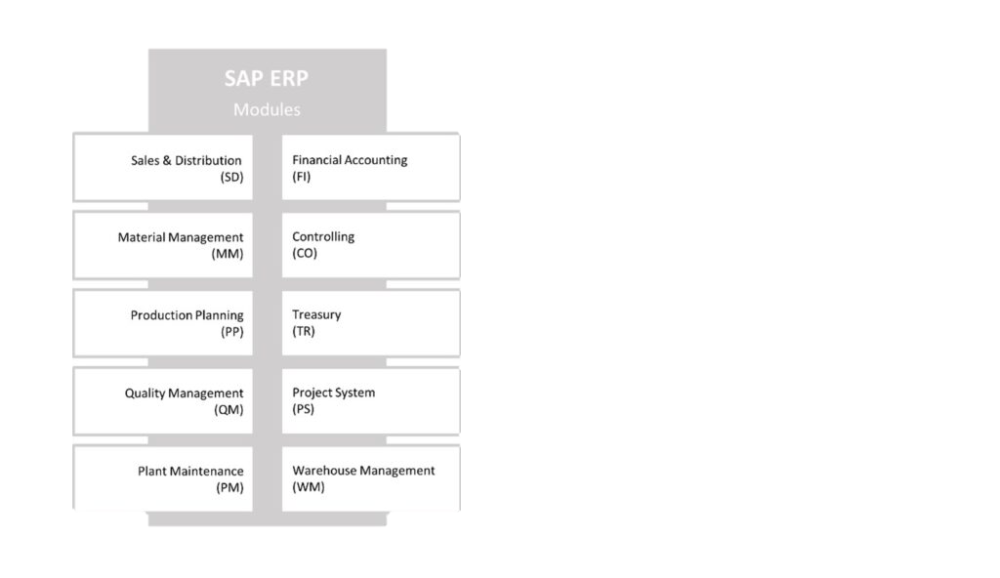 SAP ERP
Modules
Sales & Distribution
(SD)
Financial Accounting
(FI)
Material Management
(MM)
Controlling
(CO)
Production Planning
(PP)
Treasury
(TR)
Quality Management
(QM)
Project System
(PS)
Plant Maintenance
(PM)
Warehouse Management
(WM)